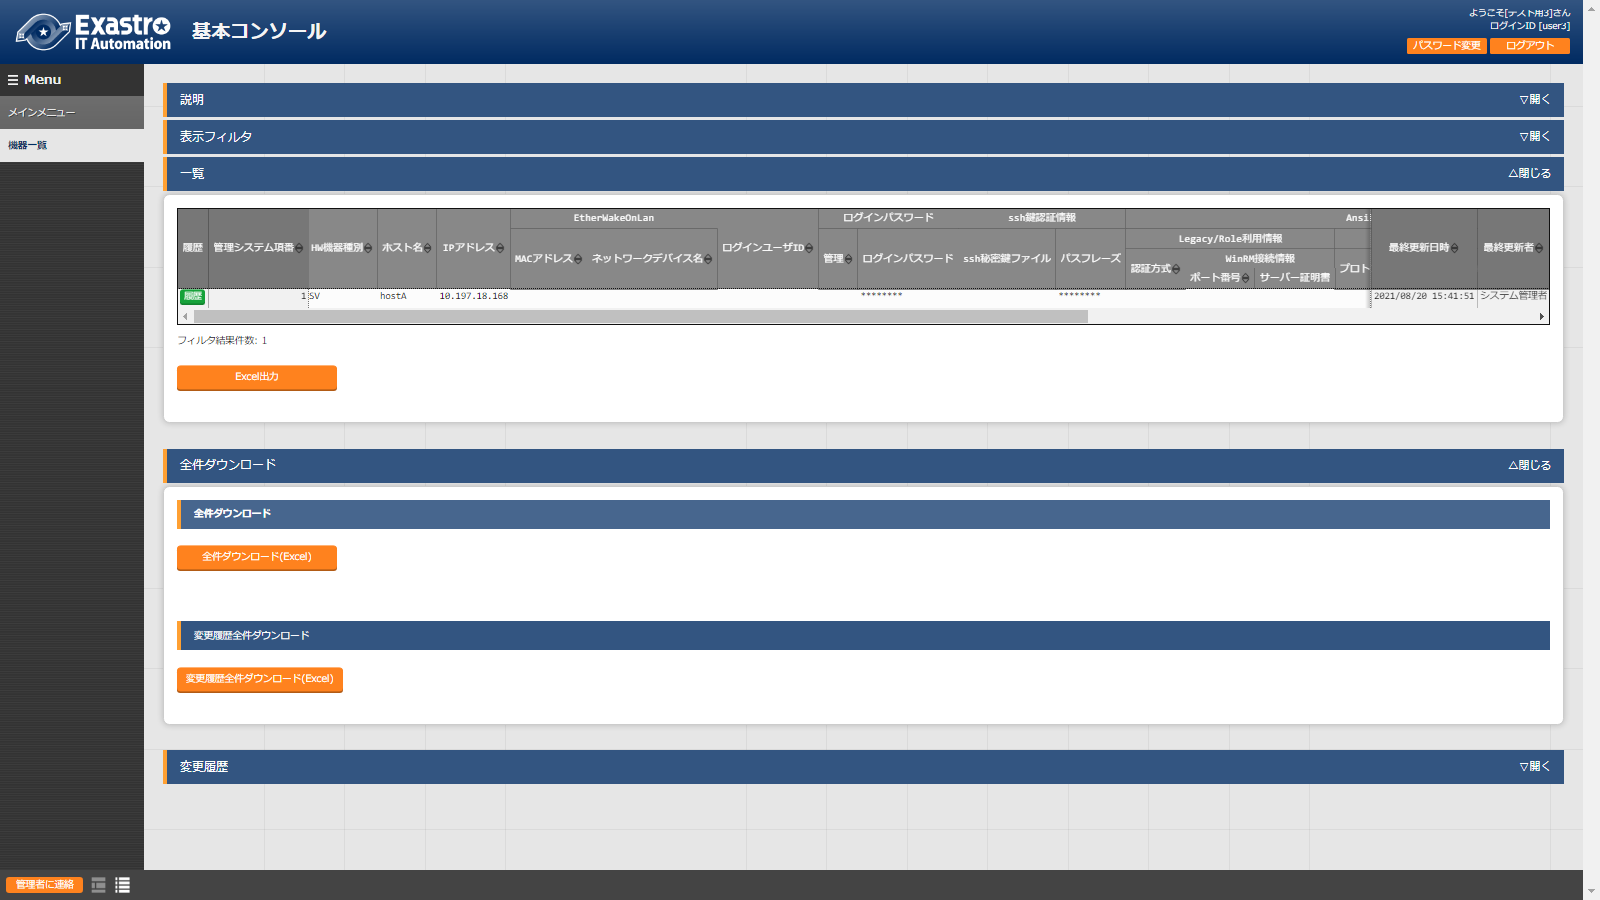 Exastro
IT Automation
基本コンソール
ようこそ[テスト用3]さん
ログインID [user3]
パスワード変更
ログアウト
Menu
メインメニュー
機器一覧
説明
▽開く
表示フィルタ
▽開く
一覧
△閉じる
履歴
管理システム項番
HW機器種別
ホスト名
IPアドレス
EtherWakeOnLan
MACアドレス
ネットワークデバイス名
ログインユーザID
ログインパスワード
管理
ログインパスワード
ssh鍵認証情報
ssh秘密鍵ファイル
パスフレーズ
Ansi
Legacy/Role利用情報
認証方式
WinRM接続情報
ポート番号
サーバー証明書
プロト
最終更新日時
最終更新者
1
SV
hostA
10.197.18.168
********
********
2021/08/20 15:41:51
システム管理者
フィルタ結果件数: 1
Excel出力
全件ダウンロード
△閉じる
全件ダウンロード
全件ダウンロード(Excel)
変更履歴全件ダウンロード
変更履歴全件ダウンロード(Excel)
変更履歴
▽開く
管理者に連絡